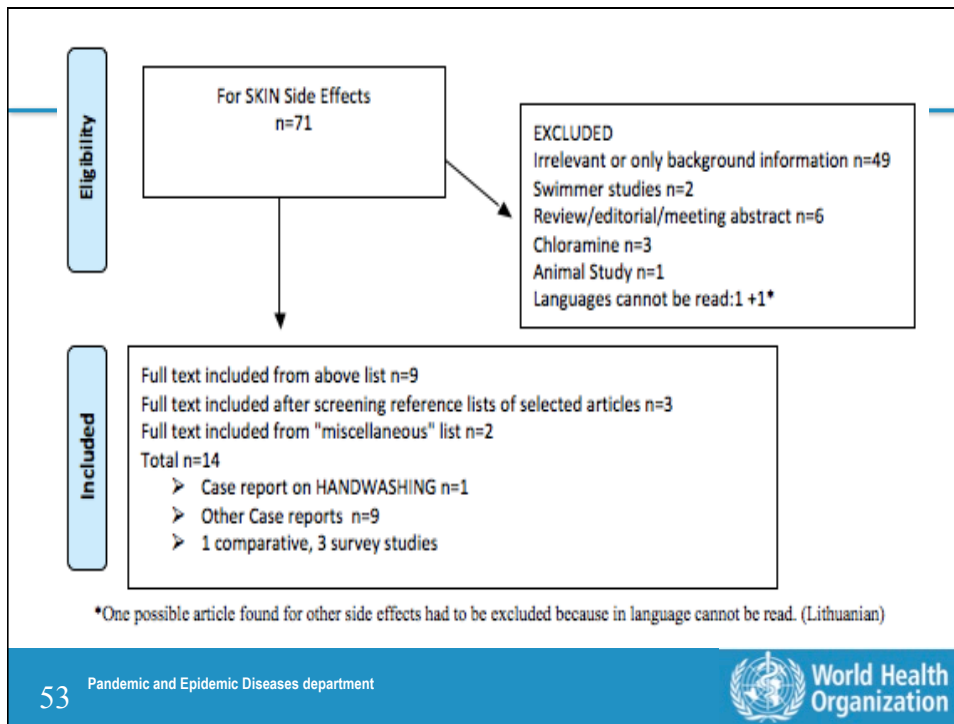 Eligibility
For SKIN Side Effects
n=71
EXCLUDED
Irrelevant or only background information n=49
Swimmer studies n=2
Review/editorial/meeting abstract n=6
Chloramine n=3
Animal Study n=1
Languages cannot be read:1 +1*
Included
Full text included from above list n=9
Full text included after screening reference lists of selected articles n=3
Full text included from "miscellaneous" list n=2
Total n=14
➢ Case report on HANDWASHING n=1
➢ Other Case reports n=9
➢ 1 comparative, 3 survey studies
*One possible article found for other side effects had to be excluded because in language cannot be read. (Lithuanian)
53 Pandemic and Epidemic Diseases department
World Health
Organization